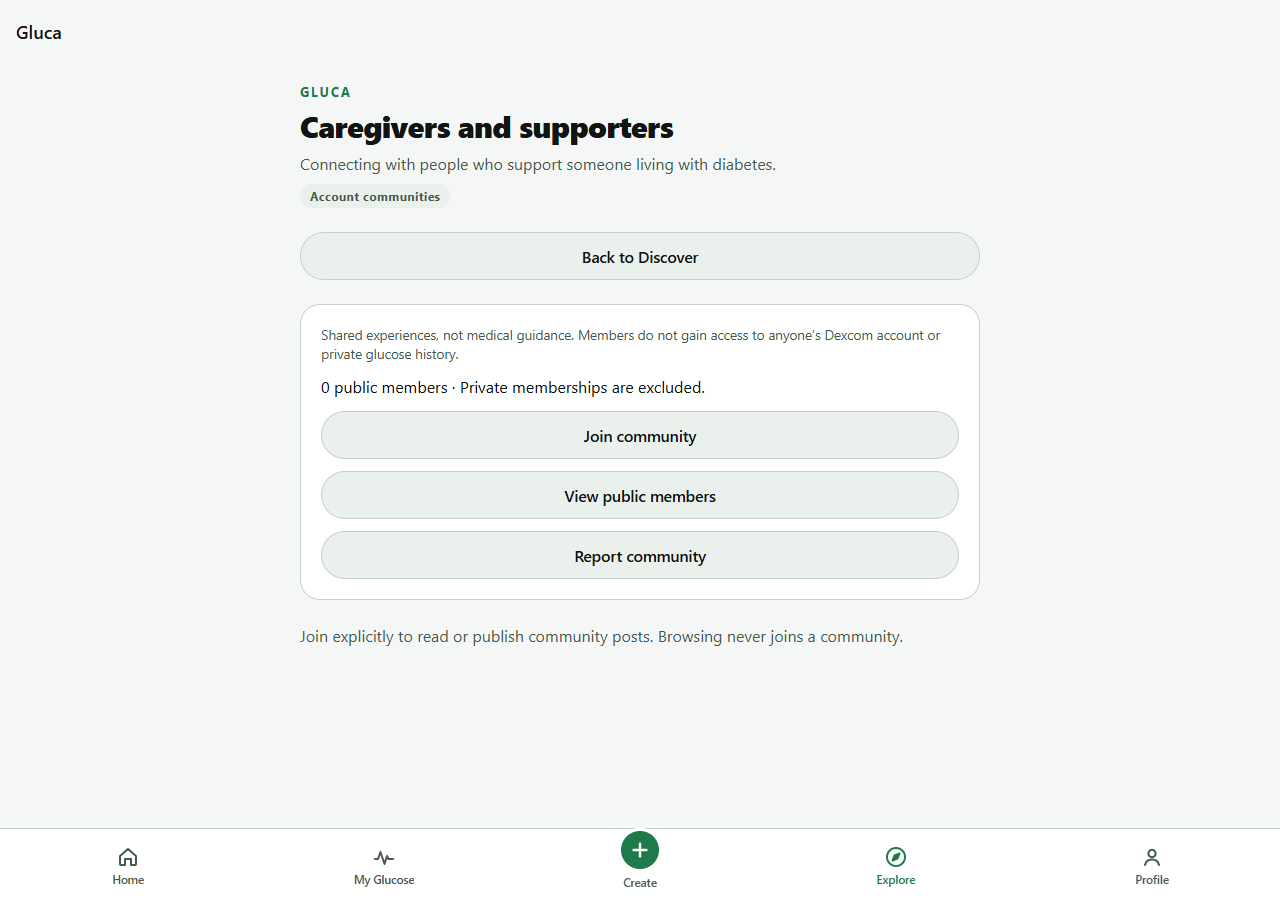 Gluca
GLUCA
Caregivers and supporters
Connecting with people who support someone living with diabetes.
Account communities
Back to Discover
Shared experiences, not medical guidance. Members do not gain access to anyone’s Dexcom account or
private glucose history.
0 public members · Private memberships are excluded.
Join community
View public members
Report community
Join explicitly to read or publish community posts. Browsing never joins a community.
Home
My Glucose
Create
Explore
Profile